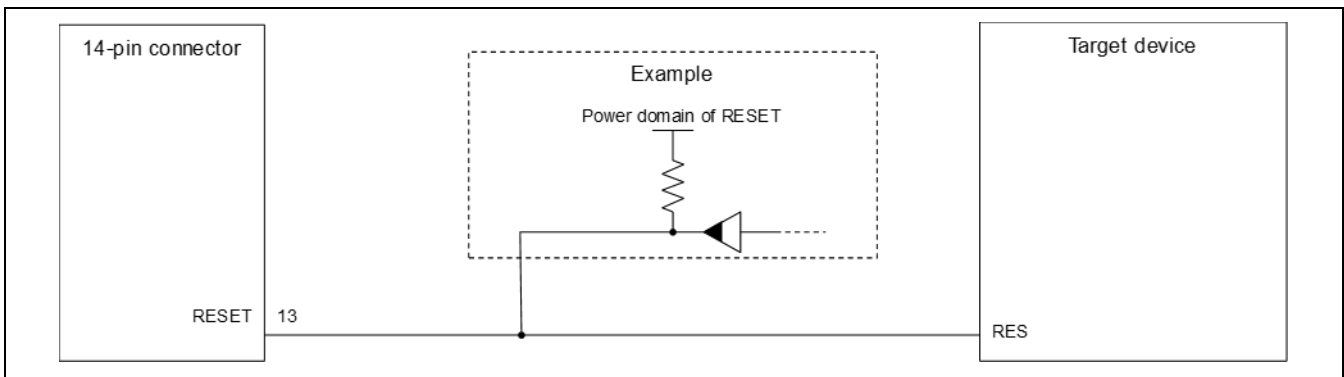 14-pin connector
Target device
Example
Power domain of RESET
RESET
13
RES